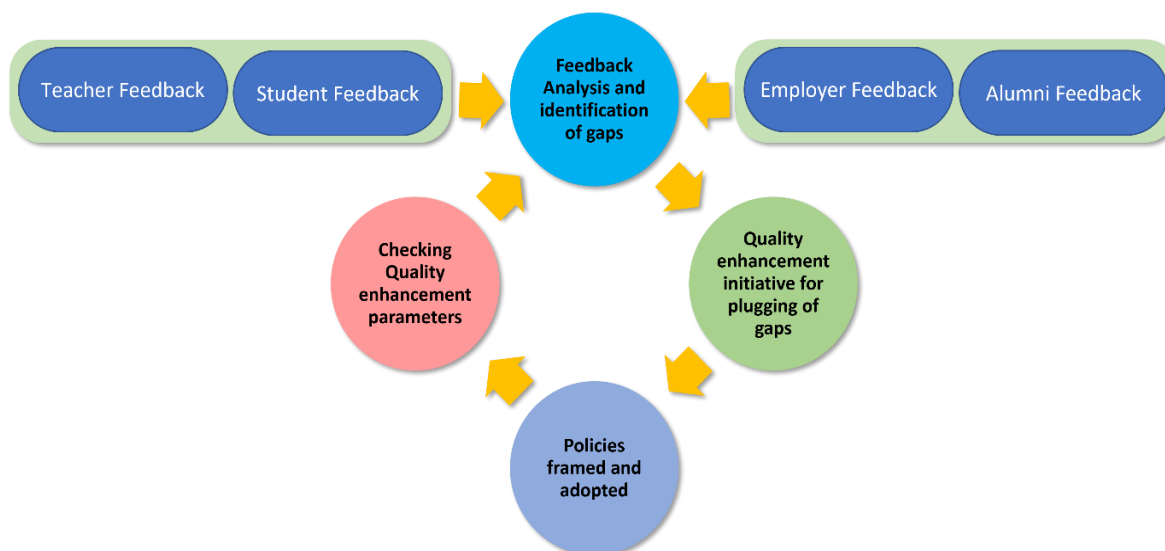 Teacher Feedback
Student Feedback
Feedback
Analysis and
identification
of gaps
Employer Feedback
Alumni Feedback
Checking
Quality
enhancement
parameters
Quality
enhancement
initiative for
plugging of
gaps
Policies
framed and
adopted